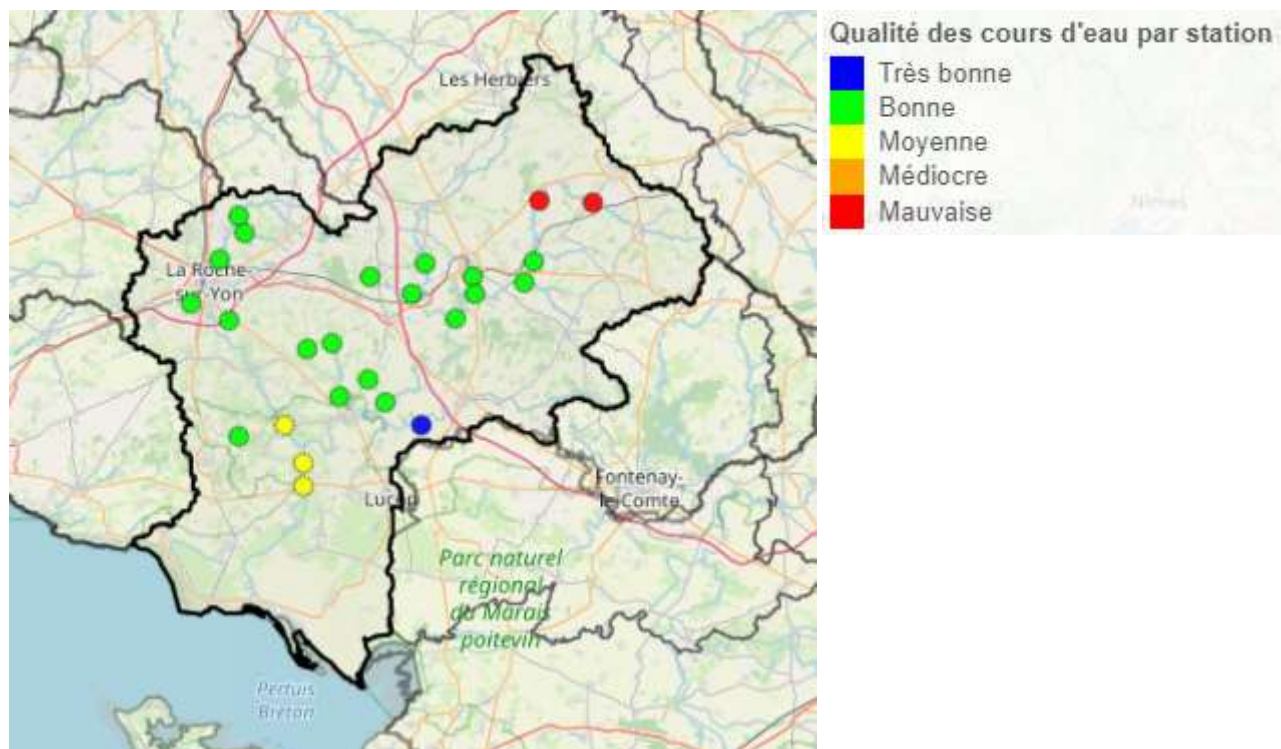 Les Herbiers
La Roche-
sur-Yon
Luçon
Fontenay-
le-Comte
Parc naturel
régional
du Marais
poitevin
Pertuis
Breton
Qualité des cours d'eau par station
Très bonne
Bonne
Moyenne
Médiocre
Mauvaise